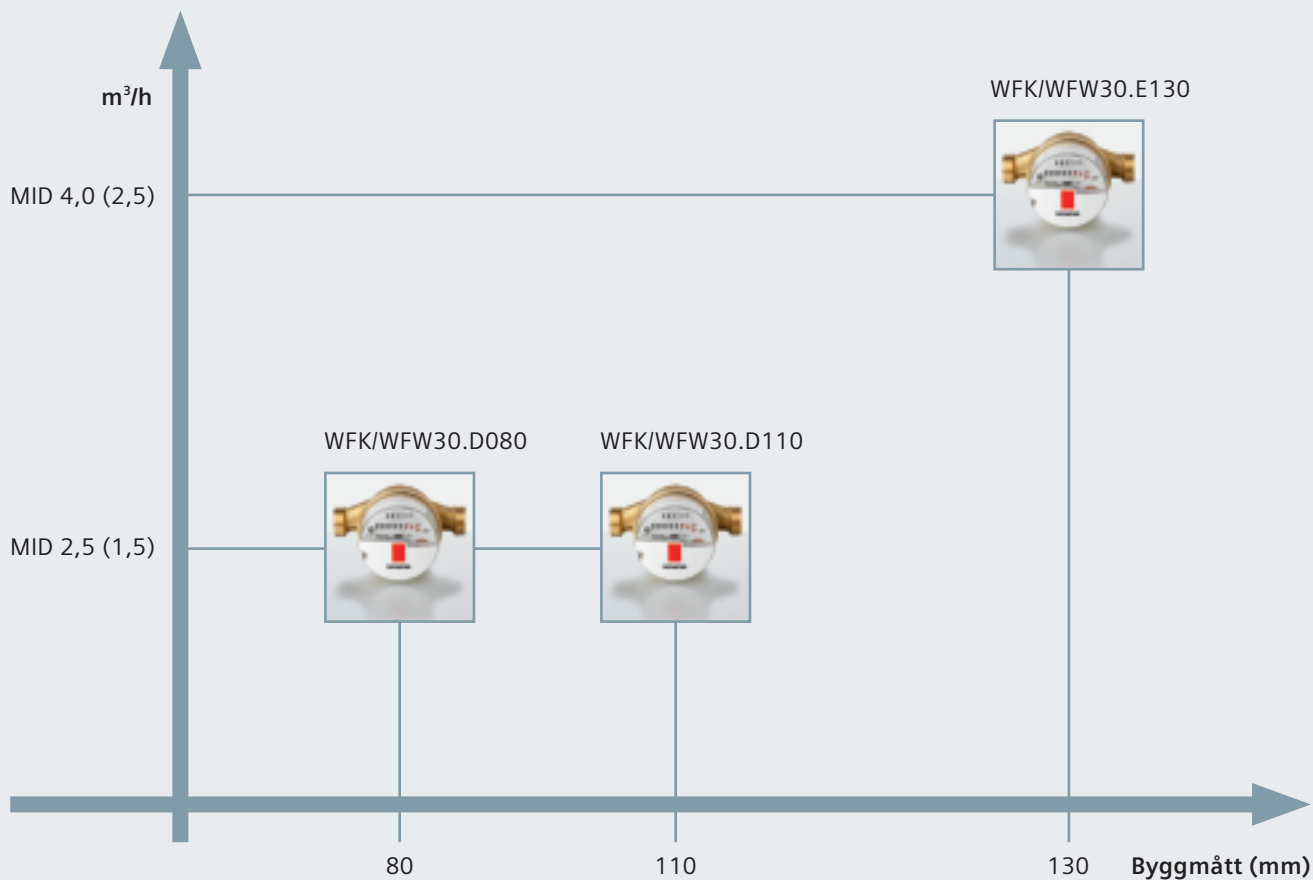 m³/h
WFK/WFW30.E130
MID 4,0 (2,5)
WFK/WFW30.D080 WFK/WFW30.D110
MID 2,5 (1,5)
80 110 130 Byggmått (mm)